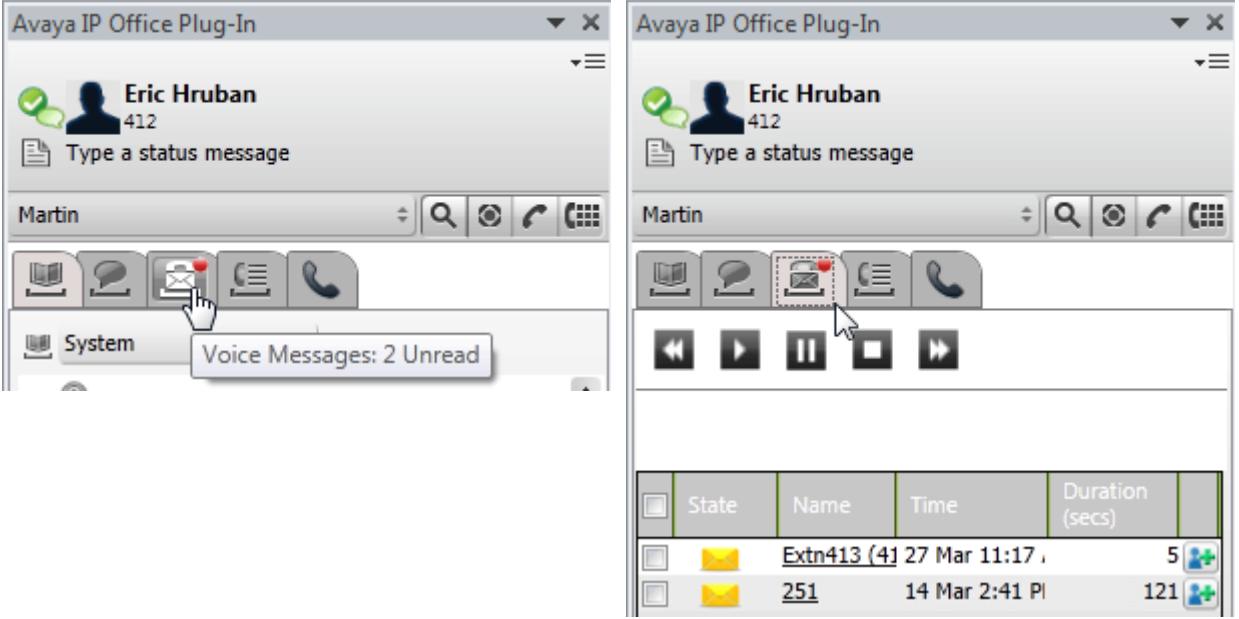 Avaya IP Office Plug-In
Eric Hruban
412
Type a status message
Martin
System
Voice Messages: 2 Unread
Avaya IP Office Plug-In
Eric Hruban
412
Type a status message
Martin
State Name Time Duration (secs)
Extn413 (41 27 Mar 11:17 5
251 14 Mar 2:41 P 121